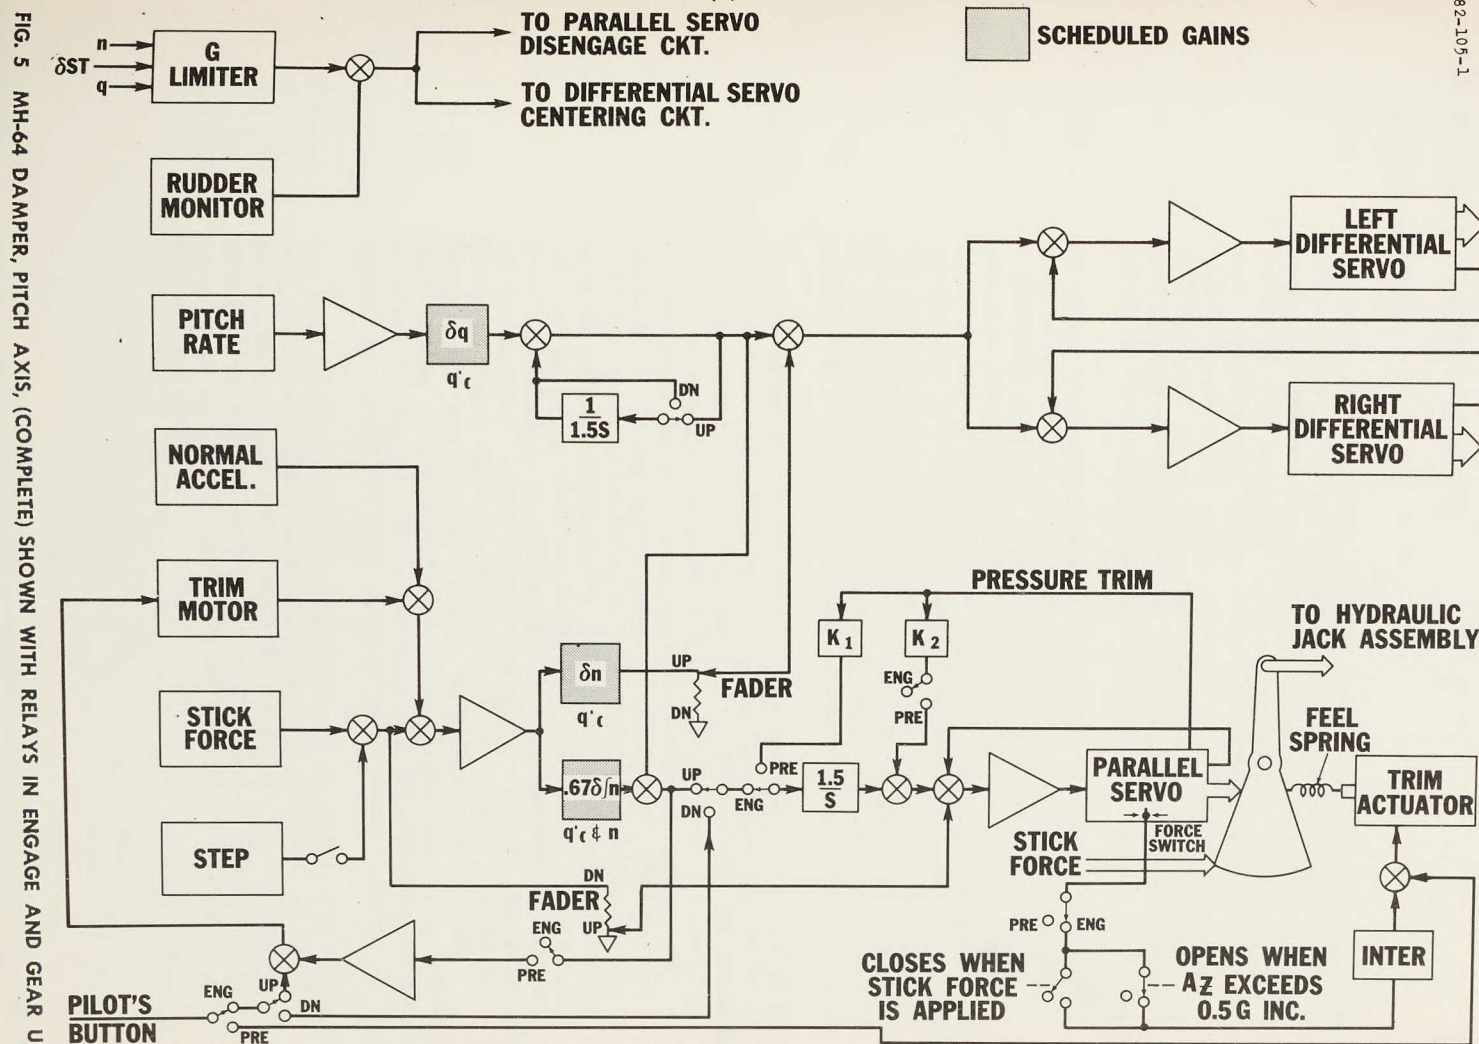 FIG. 5 MH-64 DAMPER, PITCH AXIS, (COMPLETE) SHOWN WITH RELAYS IN ENGAGE AND GEAR U
82-105-1
n
δST
q
G
LIMITER
TO PARALLEL SERVO
DISENGAGE CKT.
TO DIFFERENTIAL SERVO
CENTERING CKT.
SCHEDULED GAINS
RUDDER
MONITOR
LEFT
DIFFERENTIAL
SERVO
PITCH
RATE
δq
q'c
1
1.5S
DN
UP
RIGHT
DIFFERENTIAL
SERVO
NORMAL
ACCEL.
TRIM
MOTOR
PRESSURE TRIM
K1
K2
ENG
PRE
TO HYDRAULIC
JACK ASSEMBLY
δn
q'c
UP
FADER
DN
STICK
FORCE
.67δ∫n
q'c ¢ n
UP
DN
PRE
ENG
1.5
S
PARALLEL
SERVO
FORCE
SWITCH
FEEL
SPRING
TRIM
ACTUATOR
STICK
FORCE
STEP
DN
FADER
UP
ENG
PRE
PRE
ENG
CLOSES WHEN
STICK FORCE
IS APPLIED
OPENS WHEN
AZ EXCEEDS
0.5G INC.
INTER
PILOT'S
BUTTON
ENG
UP
DN
PRE